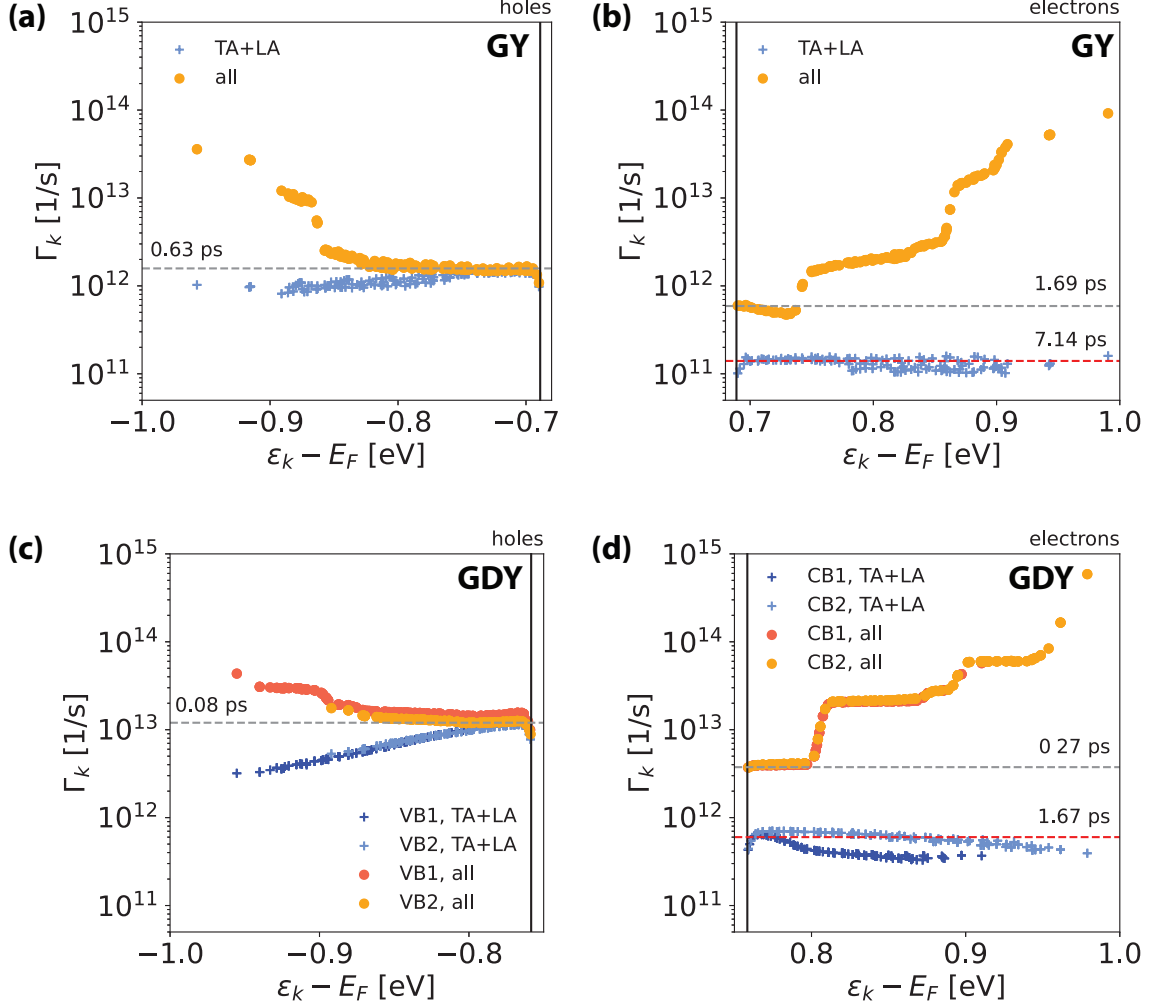 (a)
holes
GY
TA+LA
all
10^15
10^14
10^13
10^12
10^11
Γ_k [1/s]
0.63 ps
−1.0 −0.9 −0.8 −0.7
ε_k − E_F [eV]
(b)
electrons
GY
TA+LA
all
10^15
10^14
10^13
10^12
10^11
Γ_k [1/s]
1.69 ps
7.14 ps
0.7 0.8 0.9 1.0
ε_k − E_F [eV]
(c)
holes
GDY
10^15
10^14
10^13
10^12
10^11
Γ_k [1/s]
0.08 ps
VB1, TA+LA
VB2, TA+LA
VB1, all
VB2, all
−1.0 −0.9 −0.8
ε_k − E_F [eV]
(d)
electrons
GDY
CB1, TA+LA
CB2, TA+LA
CB1, all
CB2, all
10^15
10^14
10^13
10^12
10^11
Γ_k [1/s]
0 27 ps
1.67 ps
0.8 0.9 1.0
ε_k − E_F [eV]